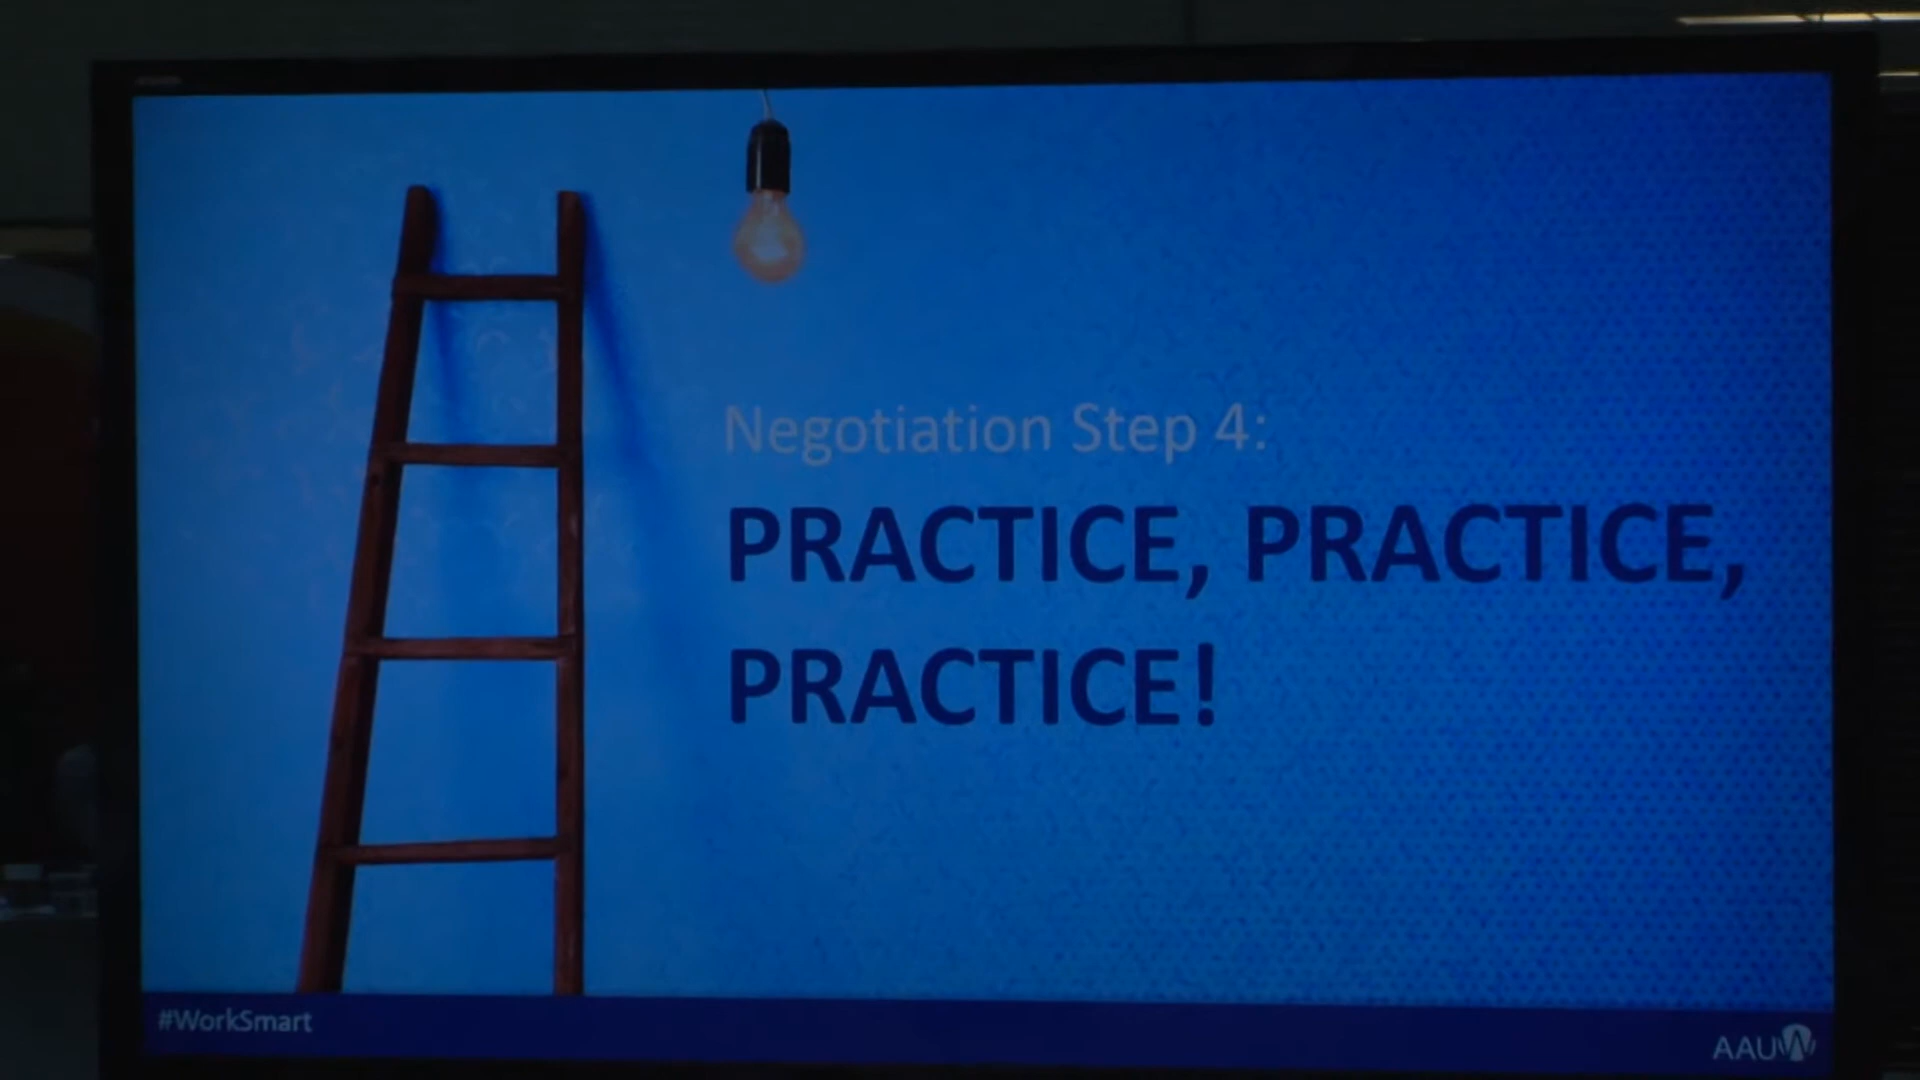 Negotiation Step 4:
PRACTICE, PRACTICE,
PRACTICE!
#WorkSmart
AAUW